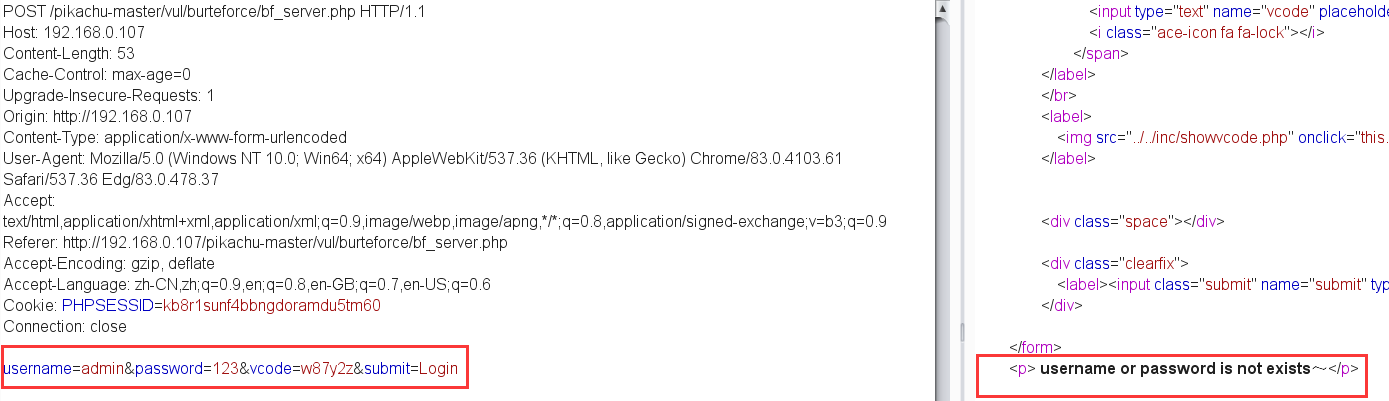 POST /pikachu-master/vul/burteforce/bf_server.php HTTP/1.1
Host: 192.168.0.107
Content-Length: 53
Cache-Control: max-age=0
Upgrade-Insecure-Requests: 1
Origin: http://192.168.0.107
Content-Type: application/x-www-form-urlencoded
User-Agent: Mozilla/5.0 (Windows NT 10.0; Win64; x64) AppleWebKit/537.36 (KHTML, like Gecko) Chrome/83.0.4103.61
Safari/537.36 Edg/83.0.478.37
Accept:
text/html,application/xhtml+xml,application/xml;q=0.9,image/webp,image/apng,*/*;q=0.8,application/signed-exchange;v=b3;q=0.9
Referer: http://192.168.0.107/pikachu-master/vul/burteforce/bf_server.php
Accept-Encoding: gzip, deflate
Accept-Language: zh-CN,zh;q=0.9,en;q=0.8,en-GB;q=0.7,en-US;q=0.6
Cookie: PHPSESSID=kb8r1sunf4bbngdoramdu5tm60
Connection: close
username=admin&password=123&vcode=w87y2z&submit=Login
<input type="text" name="vcode" placeholde
<i class="ace-icon fa fa-lock"></i>
</span>
</label>
</br>
<label>
<img src="../../inc/showvcode.php" onclick="this.
</label>
<div class="space"></div>
<div class="clearfix">
<label><input class="submit" name="submit" typ
</div>
</form>
<p> username or password is not exists～</p>